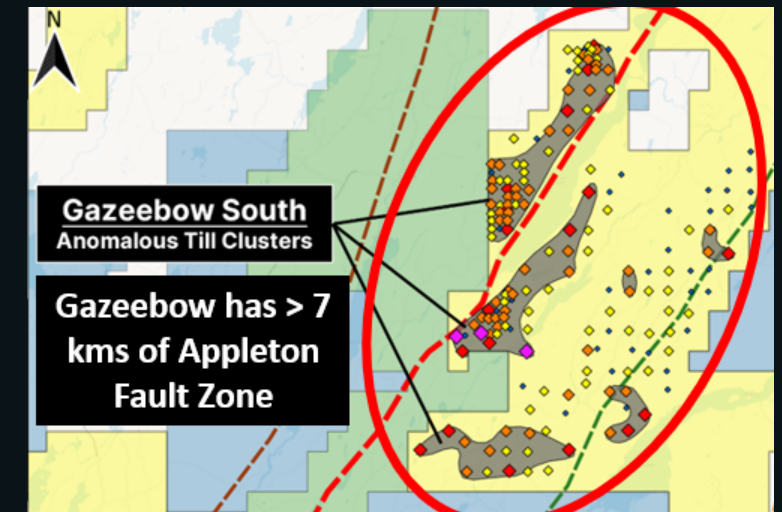 N
Gazeebow South
Anomalous Till Clusters
Gazeebow has > 7
kms of Appleton
Fault Zone